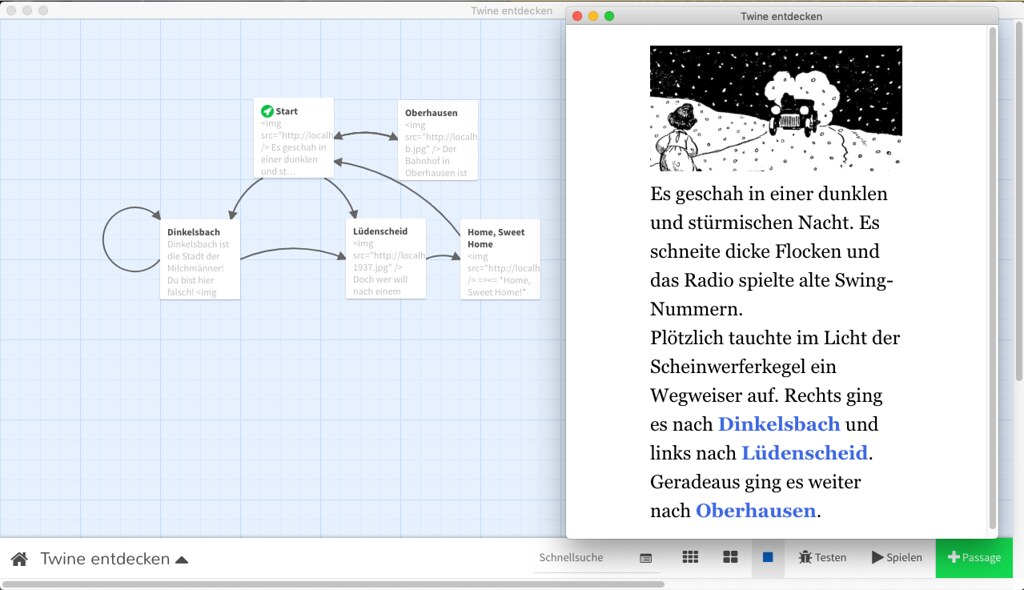 Twine entdecken
Twine entdecken
Start
<img
src="http://localh
/> Es geschah in
einer dunklen
und st…
Oberhausen
<img
src="http://localh
b.jpg" /> Der
Bahnhof in
Oberhausen ist
Dinkelsbach
Dinkelsbach ist
die Stadt der
Milchmänner!
Du bist hier
falsch! <img
Lüdenscheid
<img
src="http://localh
1937.jpg" />
Doch wer will
nach einem
Home, Sweet
Home
<img
src="http://localh
/> =><= "Home,
Sweet Home!"
Es geschah in einer dunklen
und stürmischen Nacht. Es
schneite dicke Flocken und
das Radio spielte alte Swing-
Nummern.
Plötzlich tauchte im Licht der
Scheinwerferkegel ein
Wegweiser auf. Rechts ging
es nach Dinkelsbach und
links nach Lüdenscheid.
Geradeaus ging es weiter
nach Oberhausen.
Twine entdecken
Schnellsuche
Testen
Spielen
Passage